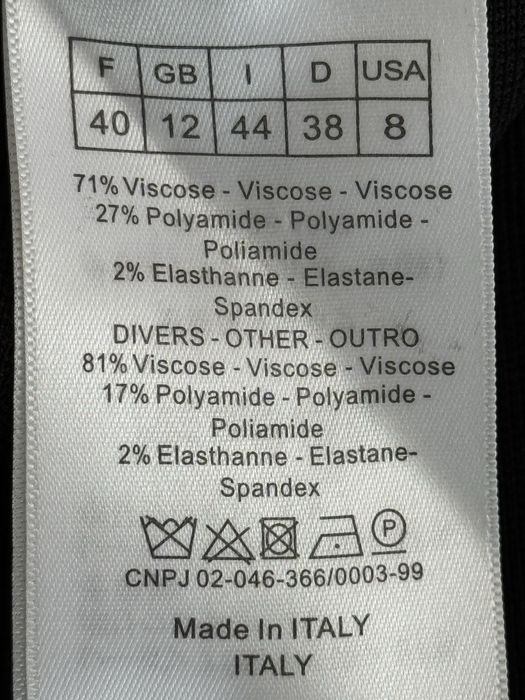 F GB I D USA
40 12 44 38 8
71% Viscose - Viscose - Viscose
27% Polyamide - Polyamide -
Poliamide
2% Elasthanne - Elastane-
Spandex
DIVERS - OTHER - OUTRO
81% Viscose - Viscose - Viscose
17% Polyamide - Polyamide -
Poliamide
2% Elasthanne - Elastane-
Spandex
P
CNPJ 02-046-366/0003-99
Made In ITALY
ITALY